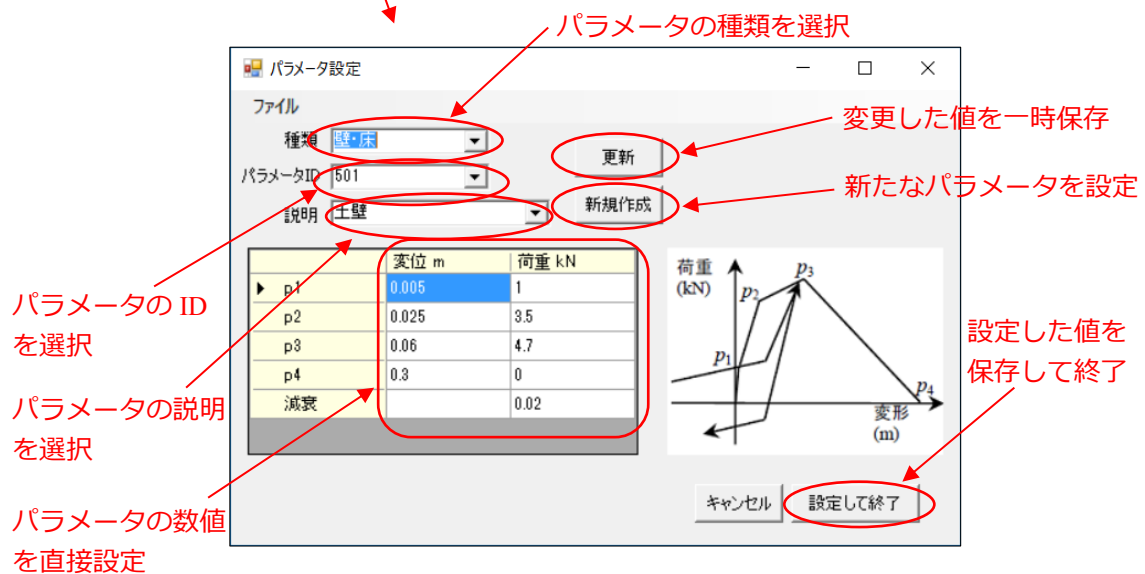 パラメータの種類を選択
パラメータ設定
ファイル
種類 壁・床
更新
変更した値を一時保存
パラメータID 501
新規作成
新たなパラメータを設定
説明 土壁
変位 m 荷重 kN
p1 0.005 1
p2 0.025 3.5
p3 0.06 4.7
p4 0.3 0
減衰 0.02
荷重
(kN)
p3
p2
p1
p4
変形
(m)
パラメータの ID
を選択
パラメータの説明
を選択
パラメータの数値
を直接設定
設定した値を
保存して終了
キャンセル 設定して終了